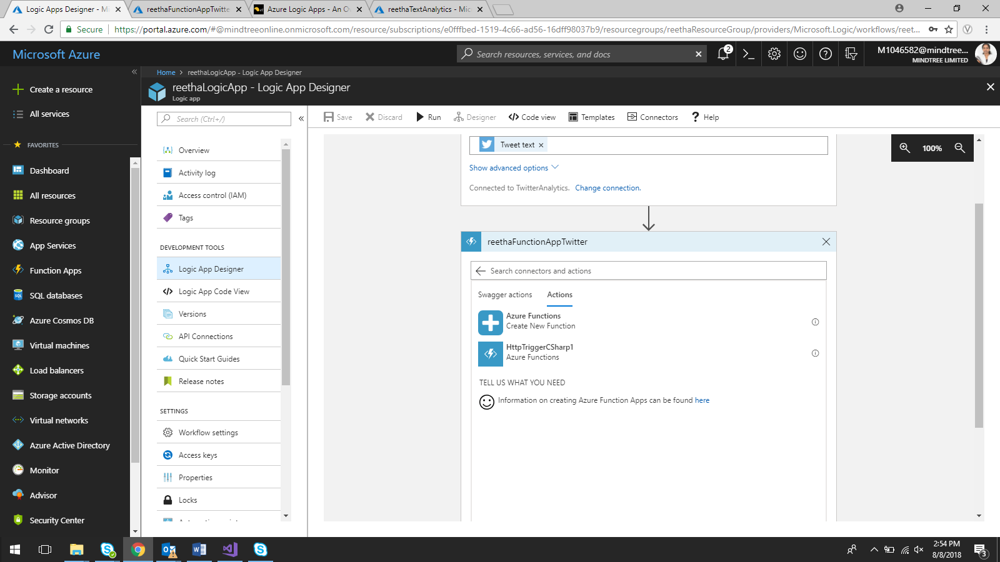 Logic Apps Designer - Mi
reethaFunctionAppTwitte
Azure Logic Apps - An Ov
reethaTextAnalytics - Mic
Secure
https://portal.azure.com/#@mindtreeonline.onmicrosoft.com/resource/subscriptions/e0fffbed-1519-4c66-ad56-16dff98037b9/resourcegroups/reethaResourceGroup/providers/Microsoft.Logic/workflows/reet...
Microsoft Azure
Search resources, services, and docs
2
M1046582@mindtree...
MINDTREE LIMITED
Home > reethaLogicApp - Logic App Designer
reethaLogicApp - Logic App Designer
Logic app
Create a resource
All services
FAVORITES
Dashboard
All resources
Resource groups
App Services
Function Apps
SQL databases
Azure Cosmos DB
Virtual machines
Load balancers
Storage accounts
Virtual networks
Azure Active Directory
Monitor
Advisor
Security Center
Search (Ctrl+/)
Overview
Activity log
Access control (IAM)
Tags
DEVELOPMENT TOOLS
Logic App Designer
Logic App Code View
Versions
API Connections
Quick Start Guides
Release notes
SETTINGS
Workflow settings
Access keys
Properties
Locks
Save
Discard
Run
Designer
Code view
Templates
Connectors
Help
Tweet text ×
Show advanced options
Connected to TwitterAnalytics. Change connection.
100%
reethaFunctionAppTwitter
Search connectors and actions
Swagger actions
Actions
Azure Functions
Create New Function
HttpTriggerCSharp1
Azure Functions
TELL US WHAT YOU NEED
Information on creating Azure Function Apps can be found here
2:54 PM
8/8/2018
3